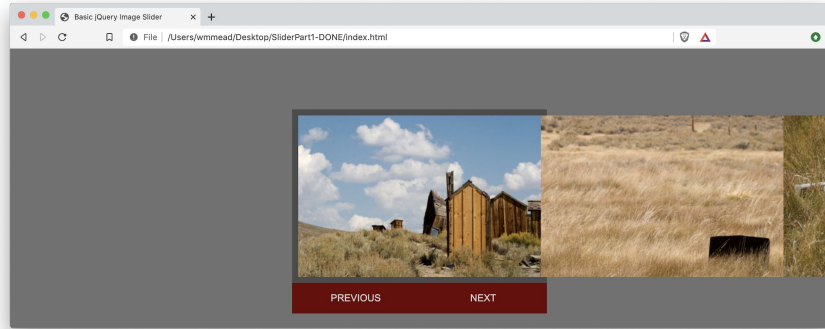 Basic jQuery Image Slider
File /Users/wmmead/Desktop/SliderPart1-DONE/index.html
PREVIOUS NEXT